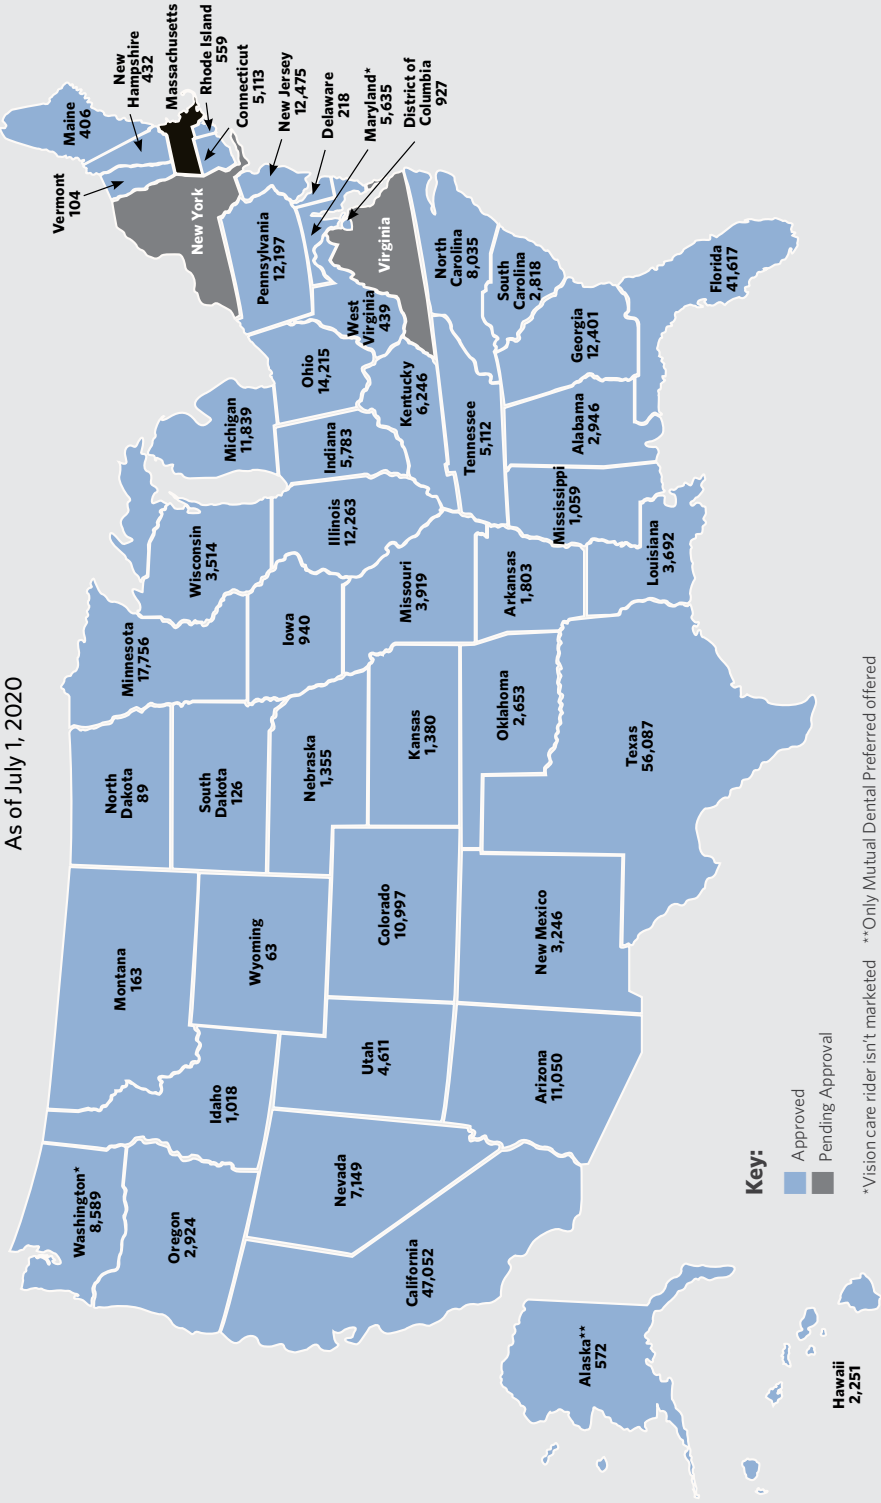 As of July 1, 2020
Washington*
8,589
Oregon
2,924
California
47,052
Nevada
7,149
Idaho
1,018
Montana
163
Wyoming
63
Utah
4,611
Arizona
11,050
Colorado
10,997
New Mexico
3,246
North
Dakota
89
South
Dakota
126
Nebraska
1,355
Kansas
1,380
Oklahoma
2,653
Texas
56,087
Minnesota
17,756
Iowa
940
Missouri
3,919
Arkansas
1,803
Louisiana
3,692
Wisconsin
3,514
Illinois
12,263
Mississippi
1,059
Michigan
11,839
Indiana
5,783
Ohio
14,215
Kentucky
6,246
Tennessee
5,112
Alabama
2,946
Georgia
12,401
Florida
41,617
South
Carolina
2,818
North
Carolina
8,035
Virginia
West
Virginia
439
Pennsylvania
12,197
New York
Vermont
104
Maine
406
New
Hampshire
432
Massachusetts
Rhode Island
559
Connecticut
5,113
New Jersey
12,475
Delaware
218
Maryland*
5,635
District of
Columbia
927
Alaska**
572
Hawaii
2,251
Key:
Approved
Pending Approval
*Vision care rider isn't marketed **Only Mutual Dental Preferred offered